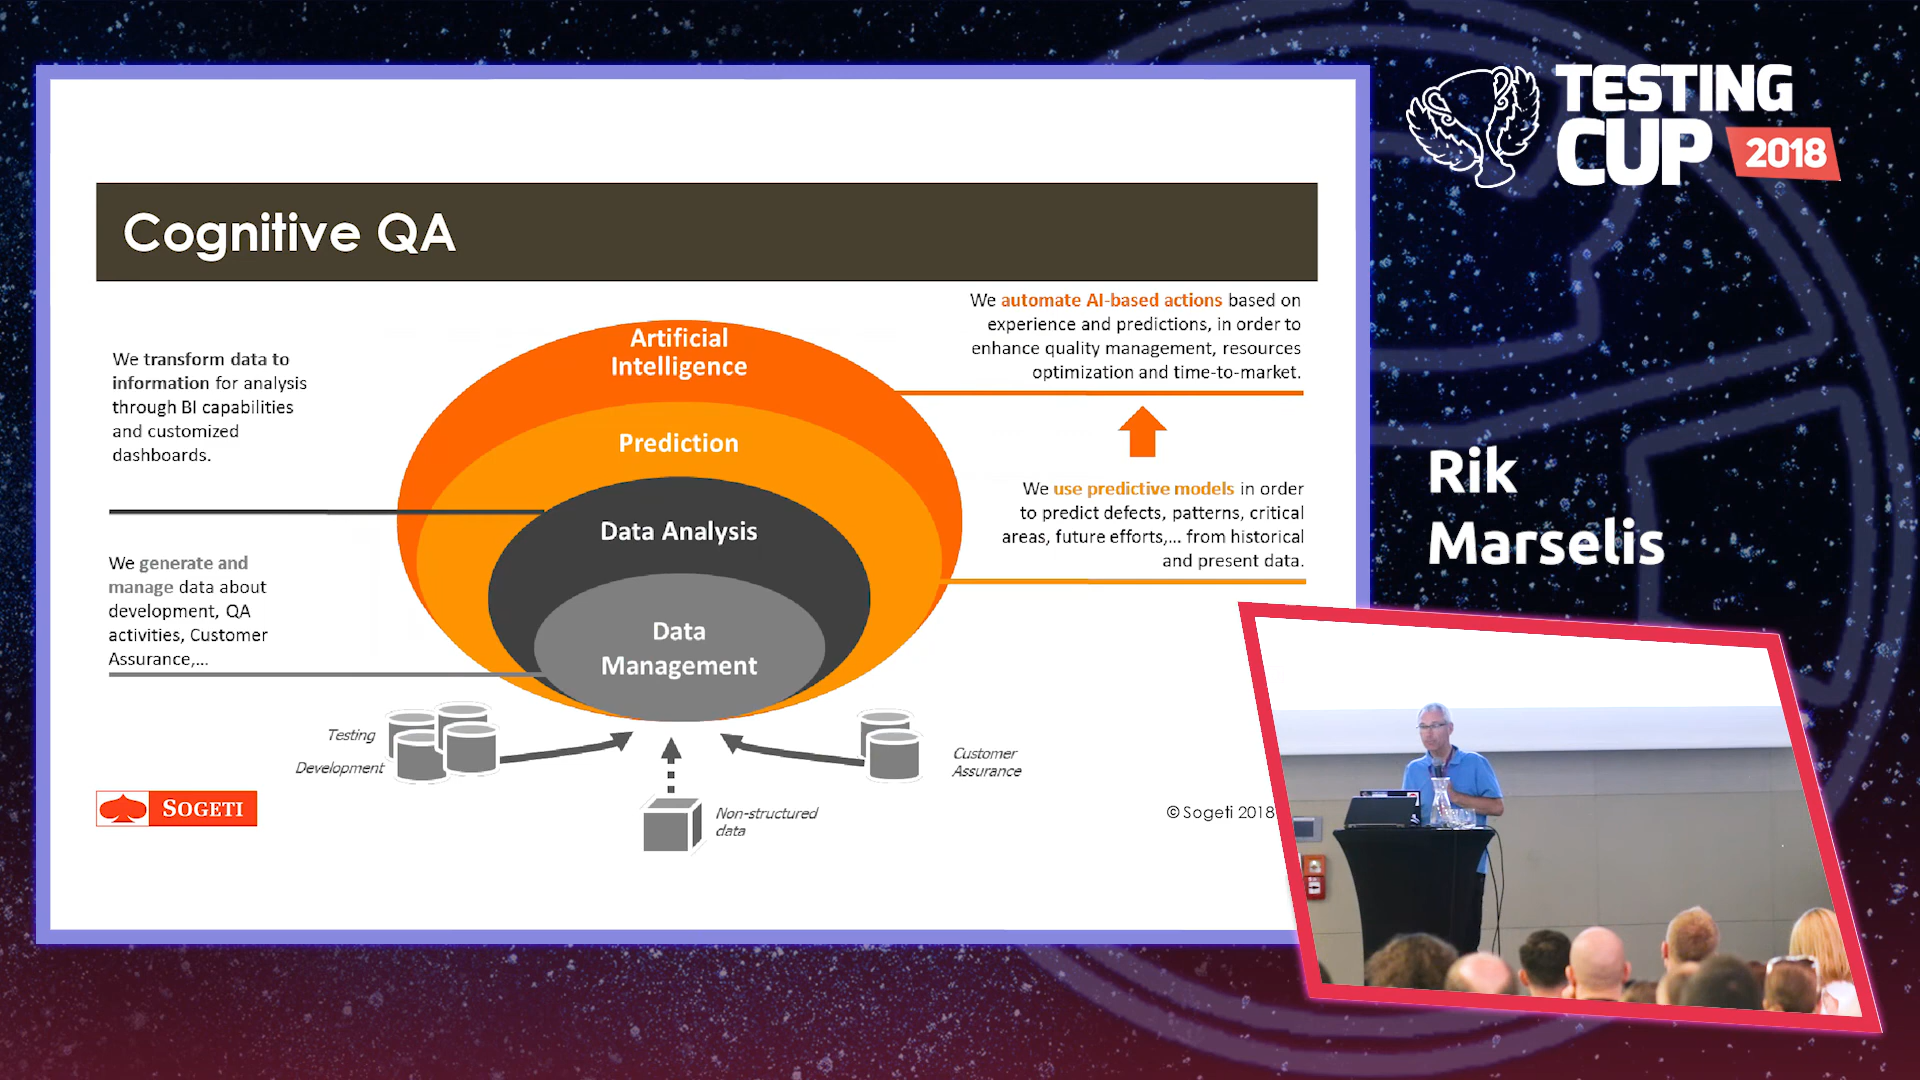 TESTING
CUP
2018
Cognitive QA
We transform data to
information for analysis
through BI capabilities
and customized
dashboards.
We generate and
manage data about
development, QA
activities, Customer
Assurance,...
Artificial
Intelligence
Prediction
Data Analysis
Data
Management
We automate AI-based actions based on
experience and predictions, in order to
enhance quality management, resources
optimization and time-to-market.
We use predictive models in order
to predict defects, patterns, critical
areas, future efforts,... from historical
and present data.
Testing
Development
Non-structured
data
Customer
Assurance
SOGETI
© Sogeti 2018
Rik
Marselis